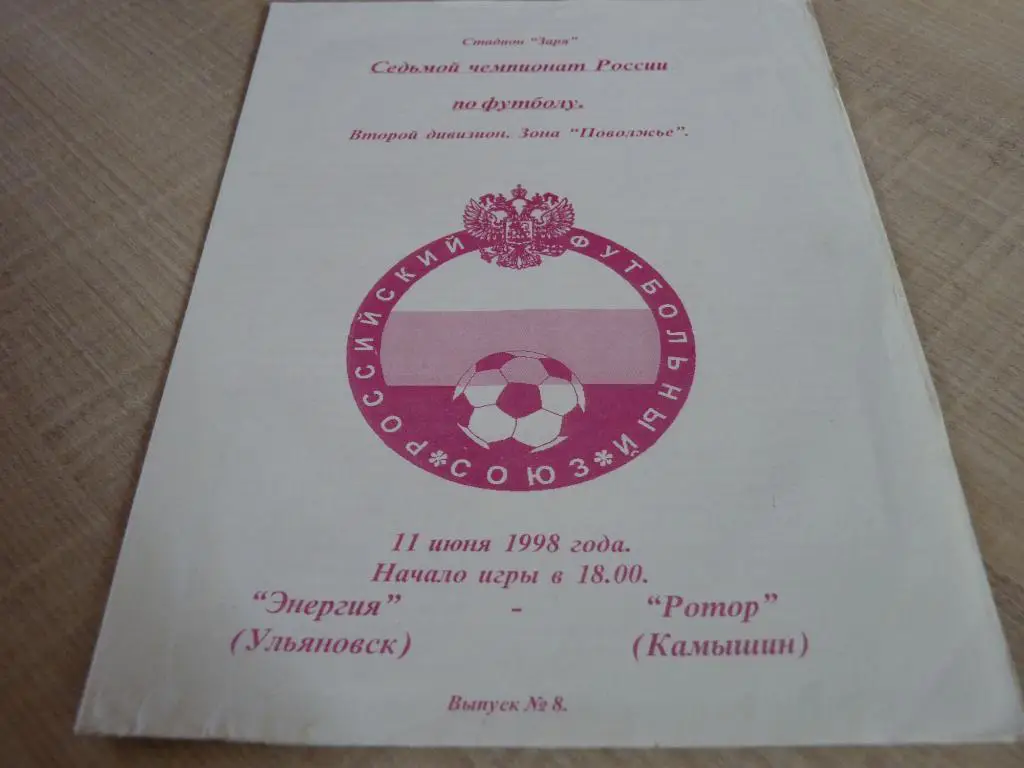 Стадион "Заря"
Седьмой чемпионат России
по футболу.
Второй дивизион. Зона "Поволжье".
РОССИЙСКИЙ ФУТБОЛЬНЫЙ
* СОЮЗ *
11 июня 1998 года.
Начало игры в 18.00.
"Энергия" - "Ротор"
(Ульяновск) (Камышин)
Выпуск № 8.